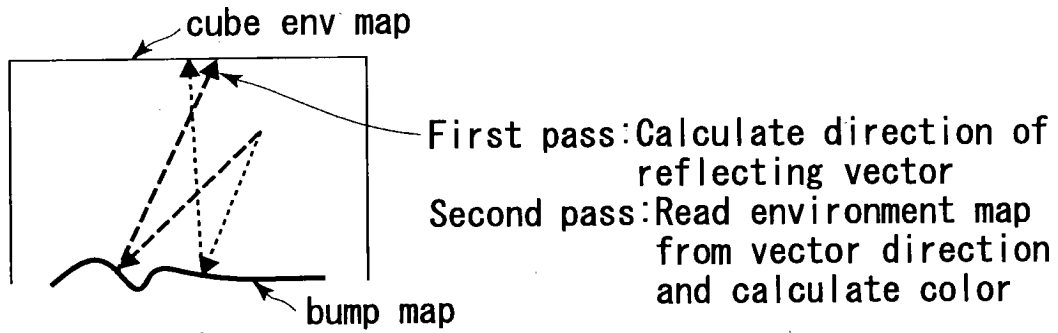 cube env map
First pass:Calculate direction of
reflecting vector
Second pass:Read environment map
from vector direction
and calculate color
bump map